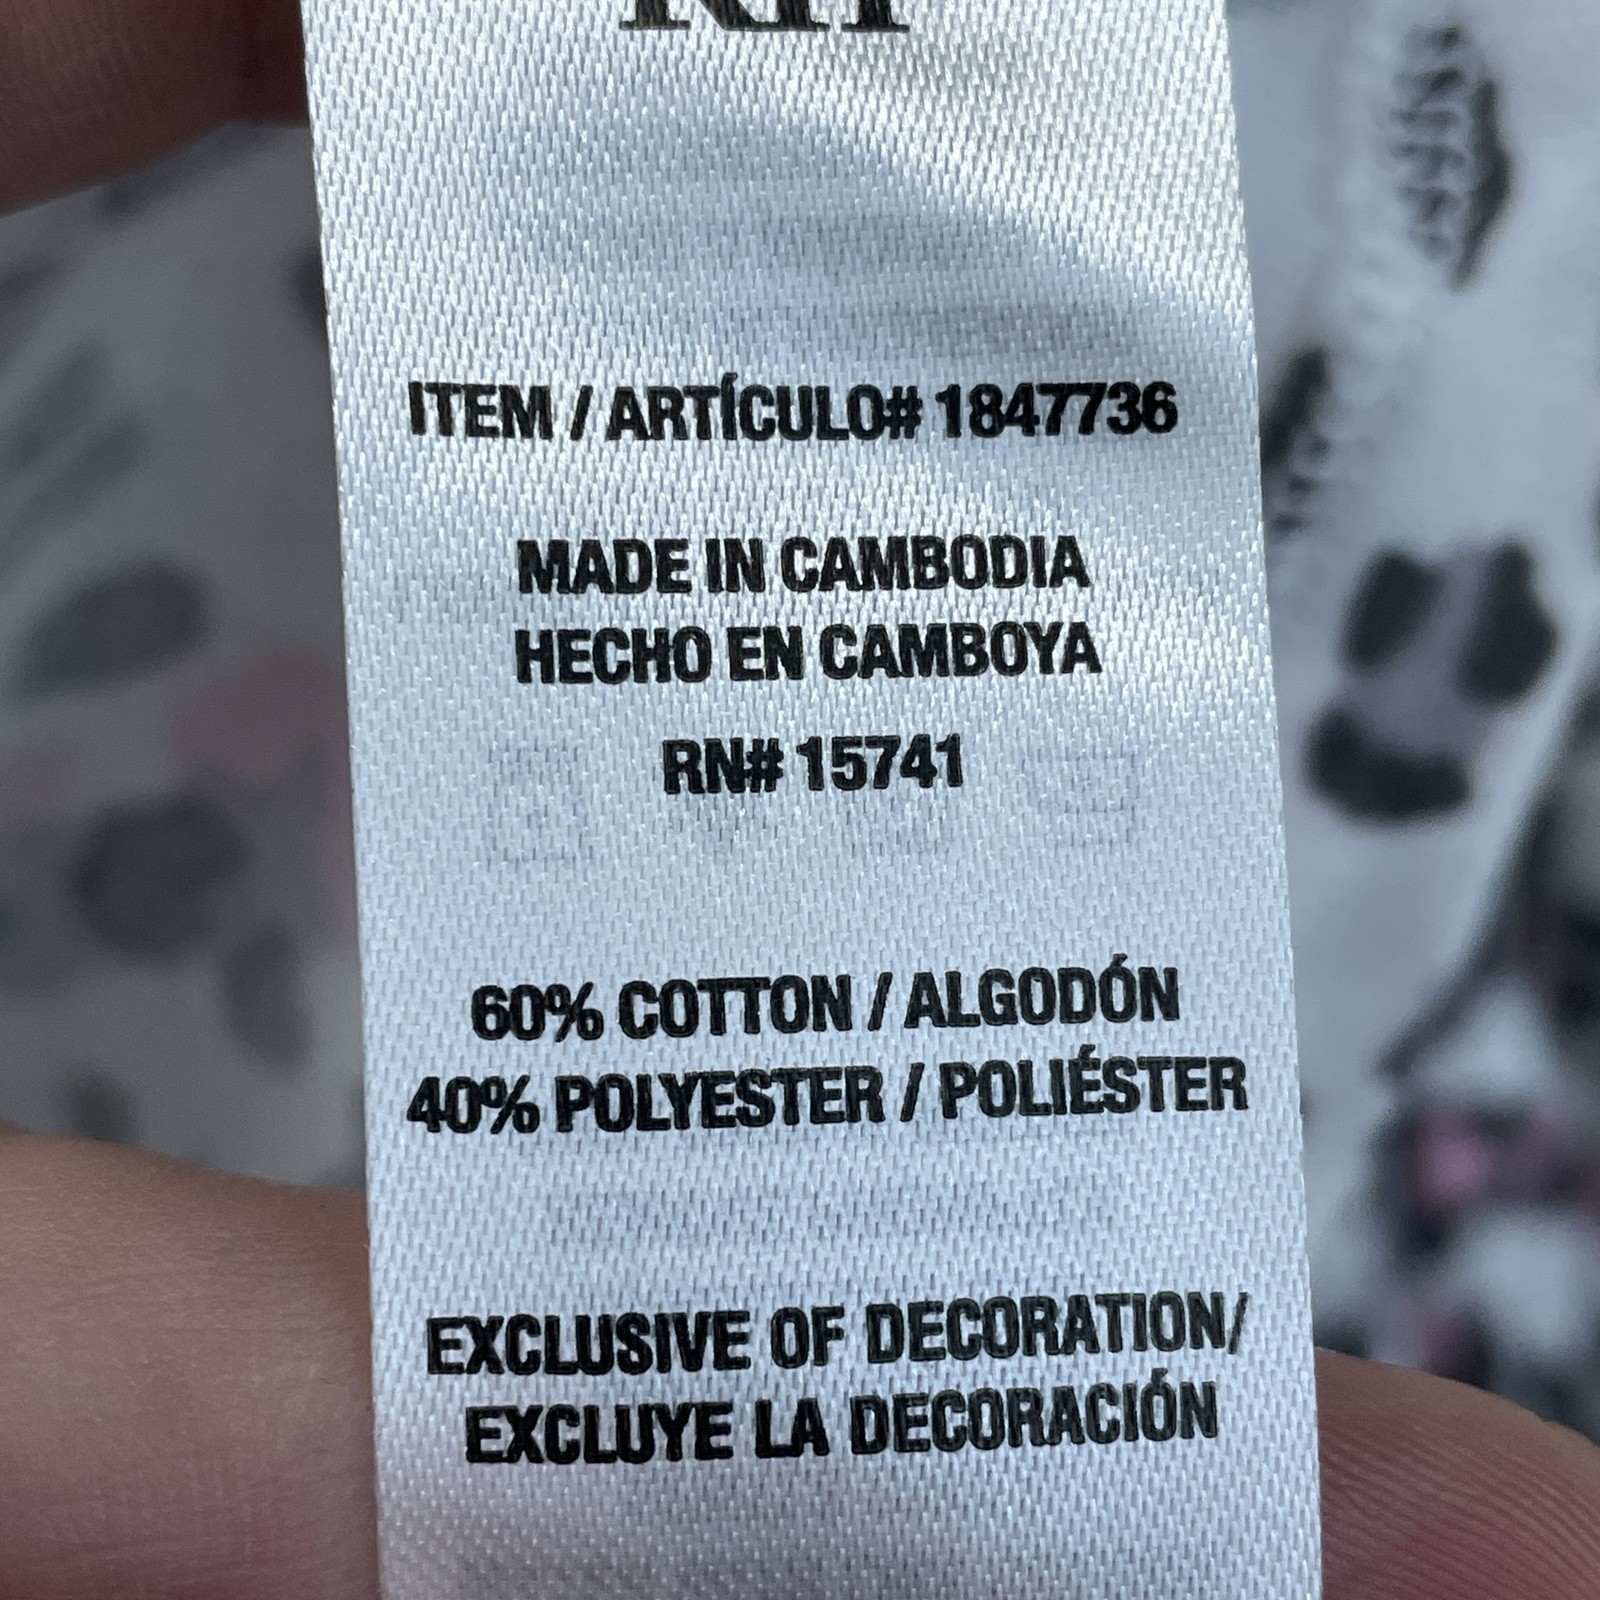 ITEM / ARTÍCULO# 1847736
MADE IN CAMBODIA
HECHO EN CAMBOYA
RN# 15741
60% COTTON / ALGODÓN
40% POLYESTER / POLIÉSTER
EXCLUSIVE OF DECORATION/
EXCLUYE LA DECORACIÓN